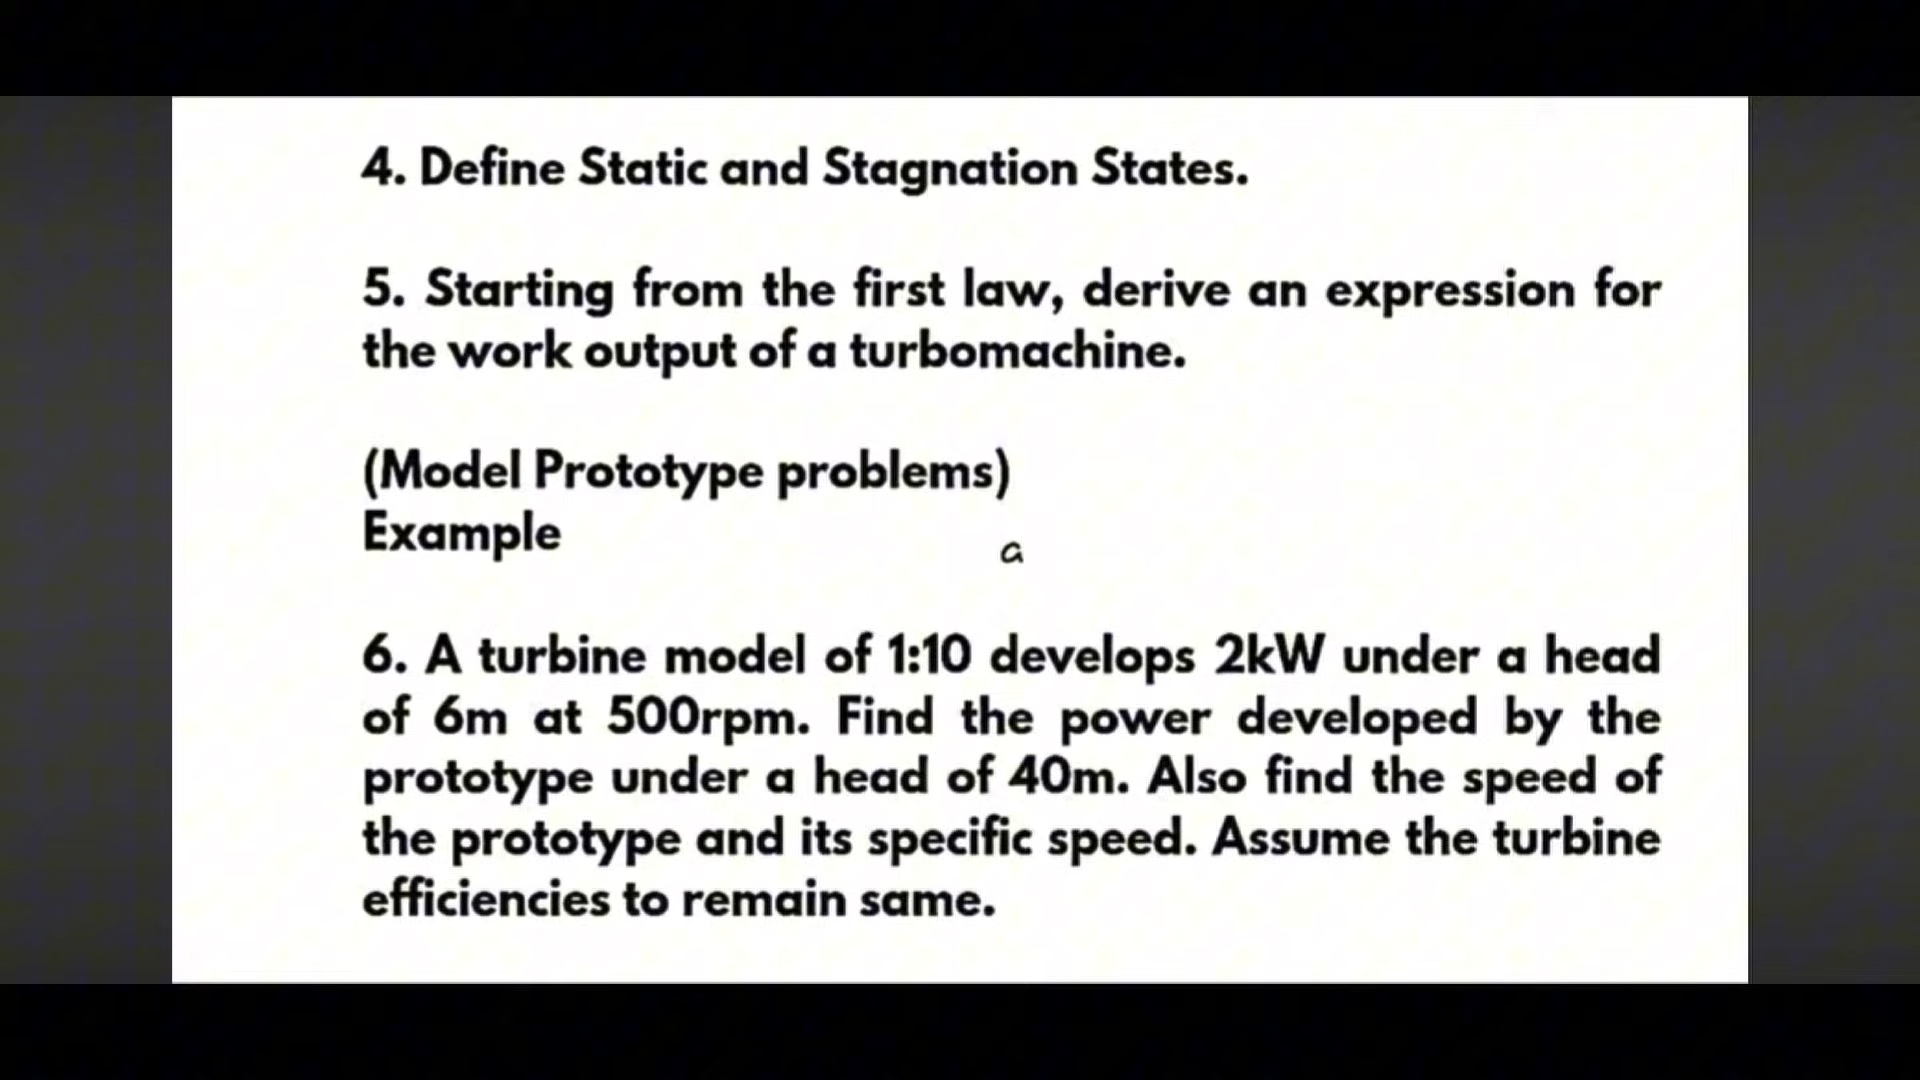 4. Define Static and Stagnation States.
5. Starting from the first law, derive an expression for
the work output of a turbomachine.
(Model Prototype problems)
Example
a
6. A turbine model of 1:10 develops 2kW under a head
of 6m at 500rpm. Find the power developed by the
prototype under a head of 40m. Also find the speed of
the prototype and its specific speed. Assume the turbine
efficiencies to remain same.